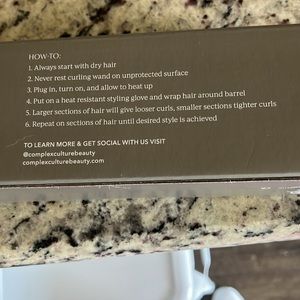 HOW-TO:
1. Always start with dry hair
2. Never rest curling wand on unprotected surface
3. Plug in, turn on, and allow to heat up
4. Put on a heat resistant styling glove and wrap hair around barrel
5. Larger sections of hair will give looser curls, smaller sections tighter curls
6. Repeat on sections of hair until desired style is achieved
TO LEARN MORE & GET SOCIAL WITH US VISIT
@complexculturebeauty
complexculturebeauty.com